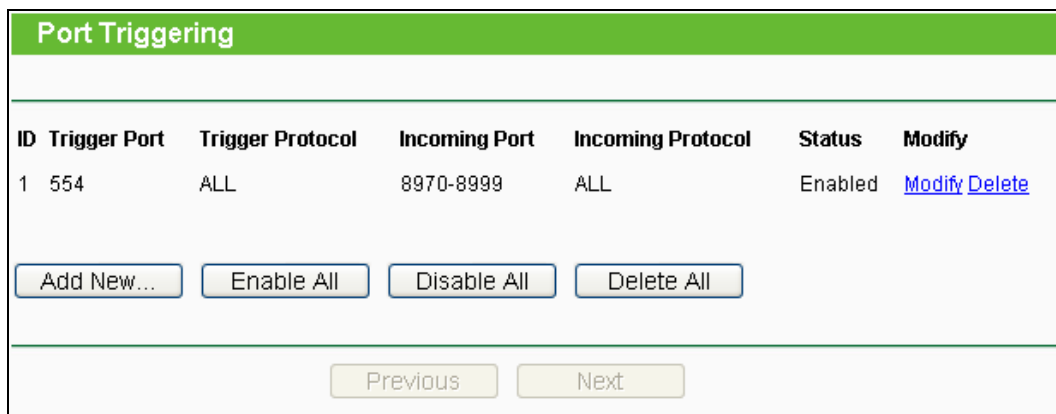 Port Triggering
ID Trigger Port Trigger Protocol Incoming Port Incoming Protocol Status Modify
1 554 ALL 8970-8999 ALL Enabled Modify Delete
Add New... Enable All Disable All Delete All
Previous Next